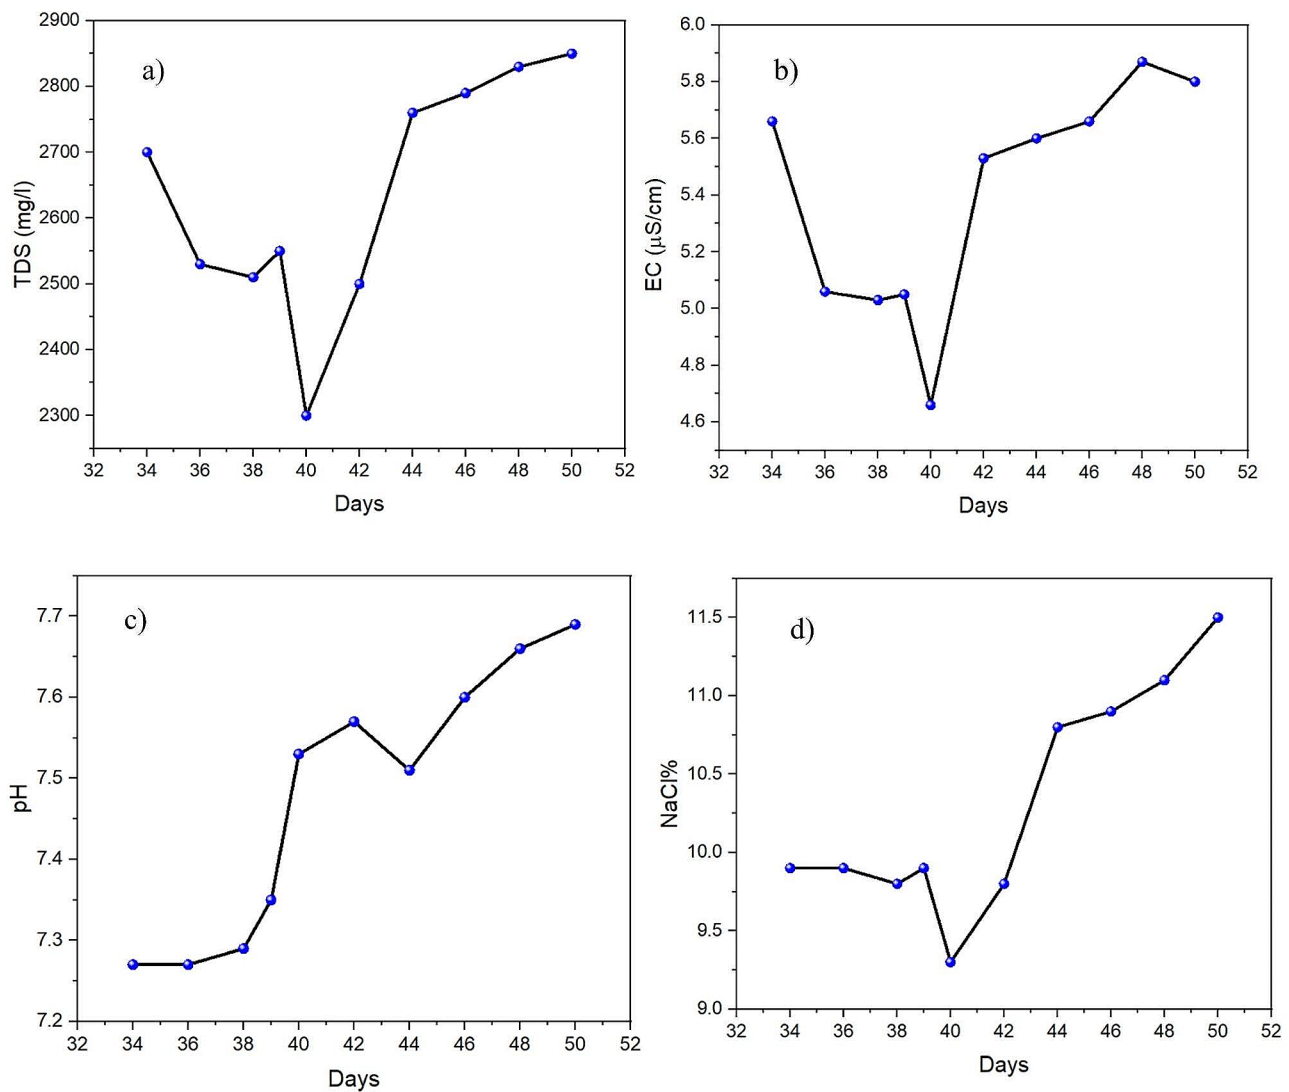 a)
2900
2800
2700
2600
2500
2400
2300
TDS (mg/l)
32 34 36 38 40 42 44 46 48 50 52
Days
b)
6.0
5.8
5.6
5.4
5.2
5.0
4.8
4.6
EC (μS/cm)
32 34 36 38 40 42 44 46 48 50 52
Days
c)
7.7
7.6
7.5
7.4
7.3
7.2
pH
32 34 36 38 40 42 44 46 48 50 52
Days
d)
11.5
11.0
10.5
10.0
9.5
9.0
NaCl%
32 34 36 38 40 42 44 46 48 50 52
Days